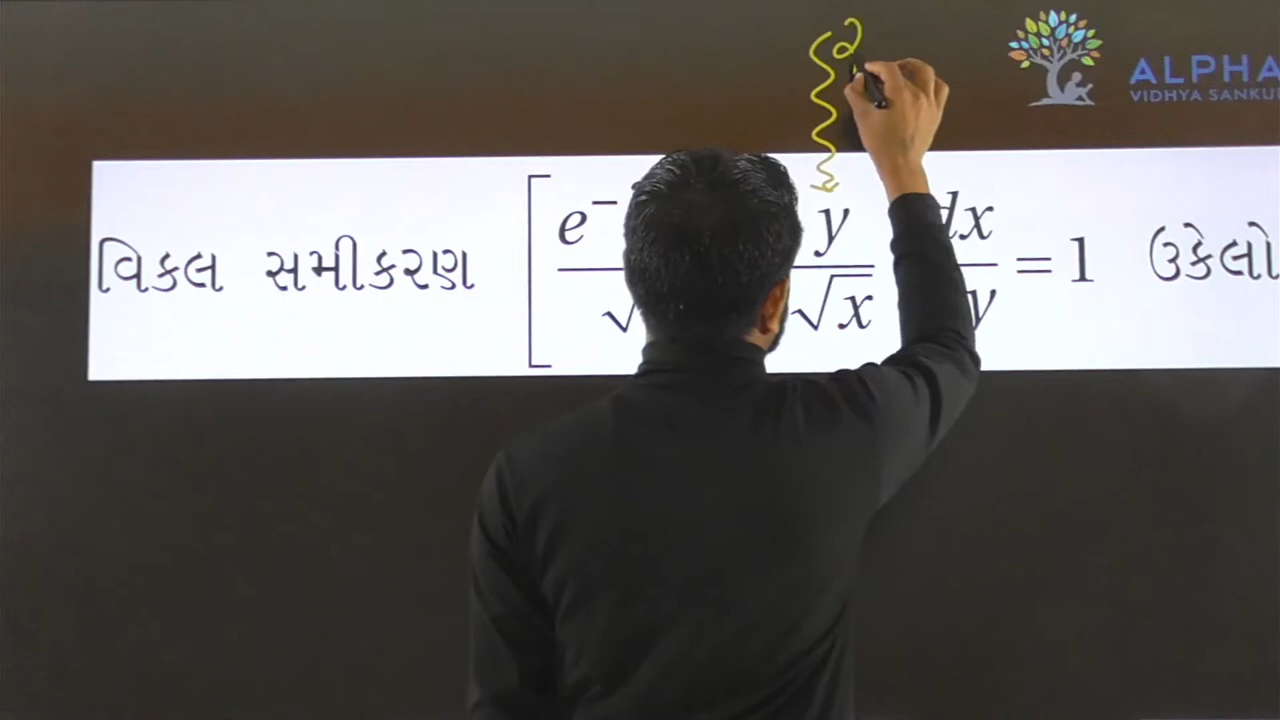 ALPHA
VIDHYA SANKU
વિકલ સમીકરણ [ e⁻ y/√x dx/y = 1 ઉકેલો